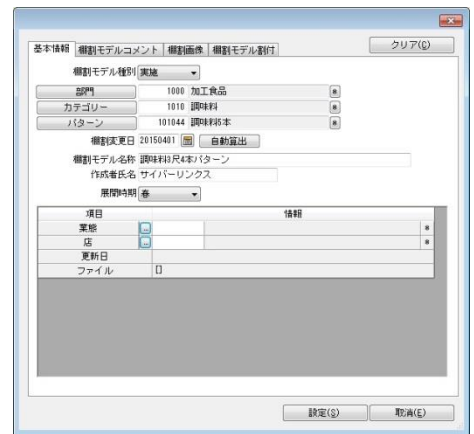 クリア(C)
基本情報 棚割モデルコメント 棚割画像 棚割モデル割付
棚割モデル種別 実施
部門 1000 加工食品 *
カテゴリー 1010 調味料 *
パターン 101044 調味料5本 *
棚割変更日 20150401 自動算出
棚割モデル名称 調味料3尺4本パターン
作成者氏名 サイバーリンクス
展開時期 春
項目 情報
業態 ... *
店 ... *
更新日
ファイル []
設定(S) 取消(E)